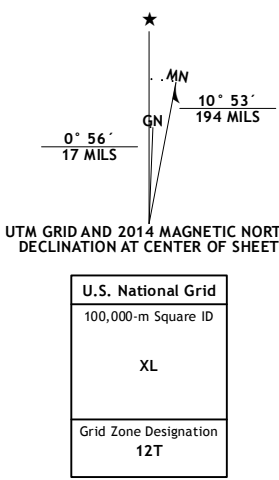 MN
GN
0° 56´
17 MILS
10° 53´
194 MILS
UTM GRID AND 2014 MAGNETIC NORT
DECLINATION AT CENTER OF SHEET
U.S. National Grid
100,000-m Square ID
XL
Grid Zone Designation
12T